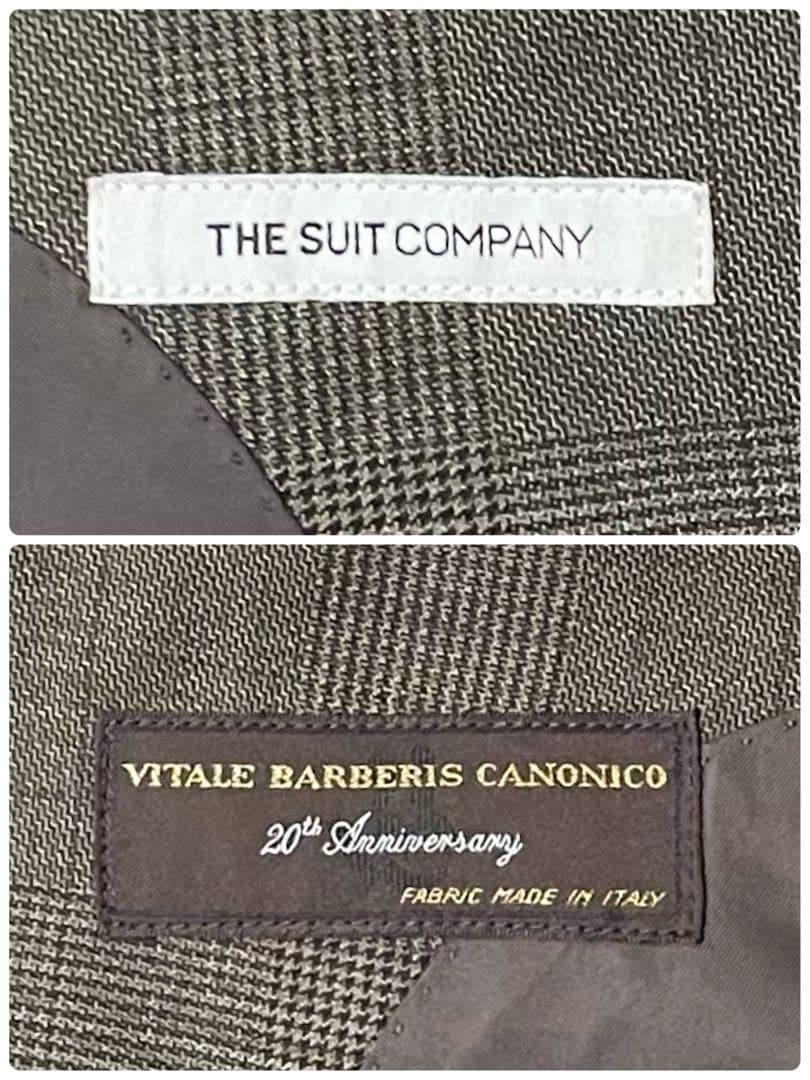 THE SUIT COMPANY
VITALE BARBERIS CANONICO
20th Anniversary
FABRIC MADE IN ITALY